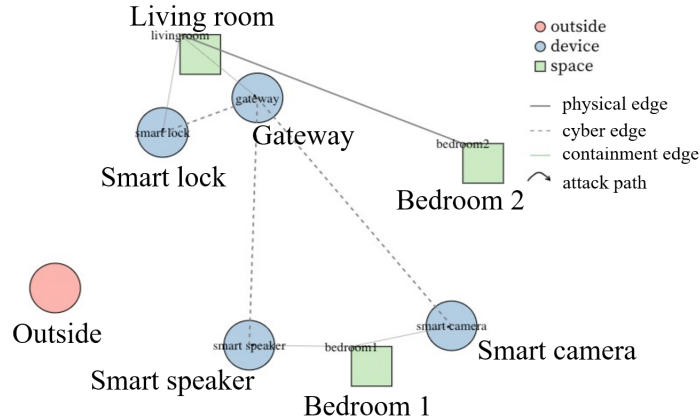 Living room
livingroom
outside
device
space
gateway
Gateway
smart lock
Smart lock
physical edge
cyber edge
containment edge
attack path
bedroom2
Bedroom 2
Outside
smart speaker
Smart speaker
bedroom1
Bedroom 1
smart camera
Smart camera